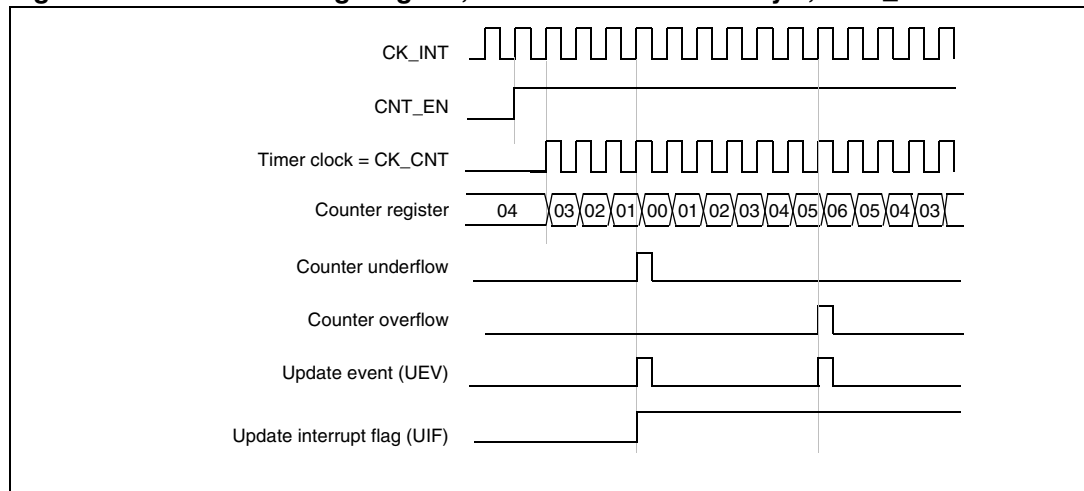 CK_INT
CNT_EN
Timer clock = CK_CNT
Counter register 04 03 02 01 00 01 02 03 04 05 06 05 04 03
Counter underflow
Counter overflow
Update event (UEV)
Update interrupt flag (UIF)